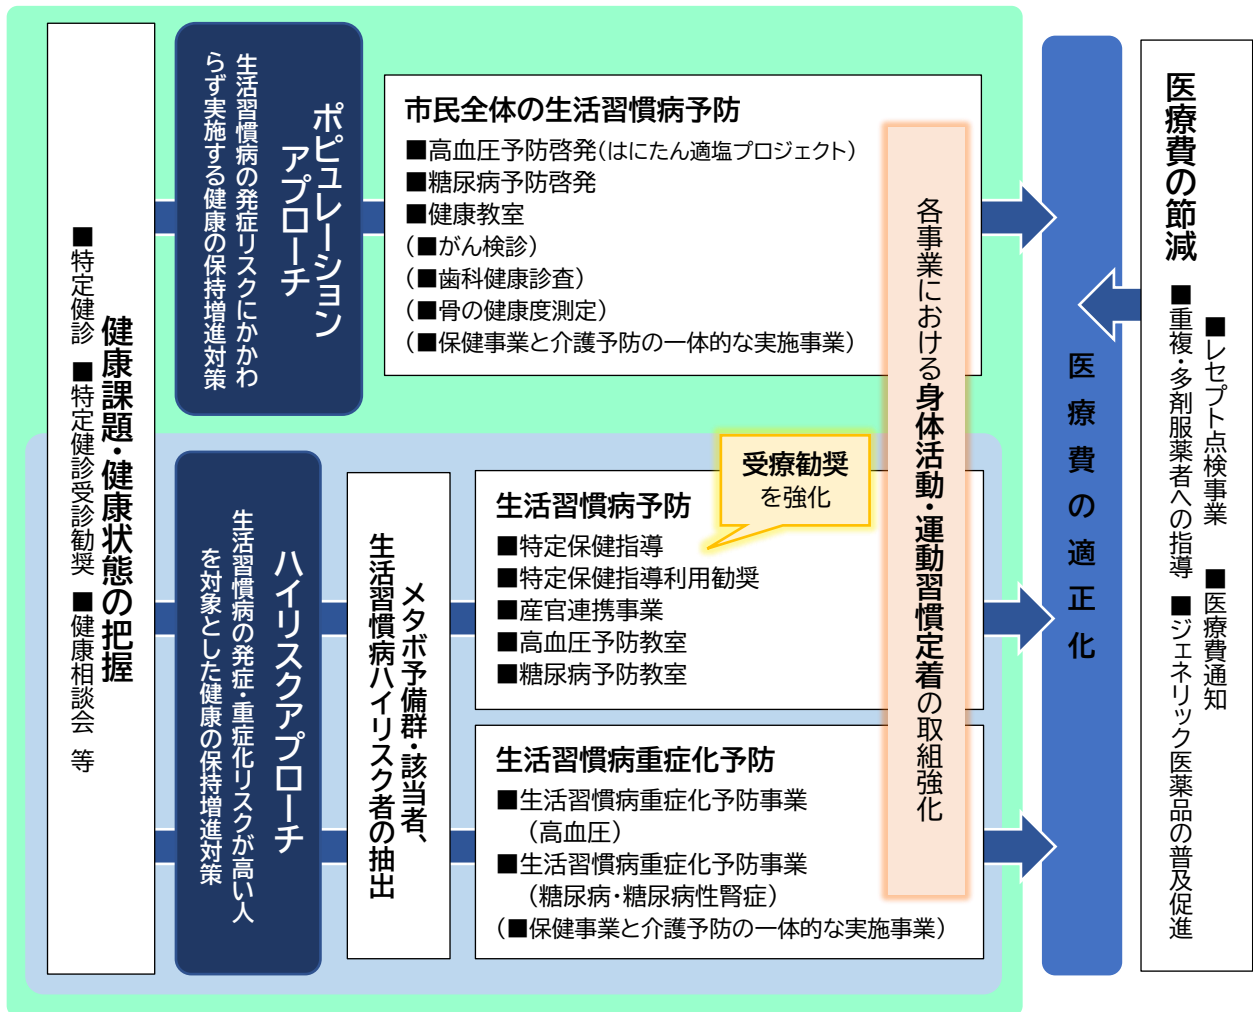 健康課題・健康状態の把握
■特定健診 ■特定健診受診勧奨 ■健康相談会 等
ポピュレーション
アプローチ
生活習慣病の発症リスクにかかわ
らず実施する健康の保持増進対策
市民全体の生活習慣病予防
■高血圧予防啓発(はにたん適塩プロジェクト)
■糖尿病予防啓発
■健康教室
(■がん検診)
(■歯科健康診査)
(■骨の健康度測定)
(■保健事業と介護予防の一体的な実施事業)
ハイリスクアプローチ
生活習慣病の発症・重症化リスクが高い人
を対象とした健康の保持増進対策
メタボ予備群・該当者、
生活習慣病ハイリスク者の抽出
生活習慣病予防
■特定保健指導
■特定保健指導利用勧奨
■産官連携事業
■高血圧予防教室
■糖尿病予防教室
受療勧奨
を強化
生活習慣病重症化予防
■生活習慣病重症化予防事業
(高血圧)
■生活習慣病重症化予防事業
(糖尿病・糖尿病性腎症)
(■保健事業と介護予防の一体的な実施事業)
各事業における身体活動・運動習慣定着の取組強化
医療費の適正化
医療費の節減
■レセプト点検事業 ■医療費通知
■重複・多剤服薬者への指導 ■ジェネリック医薬品の普及促進